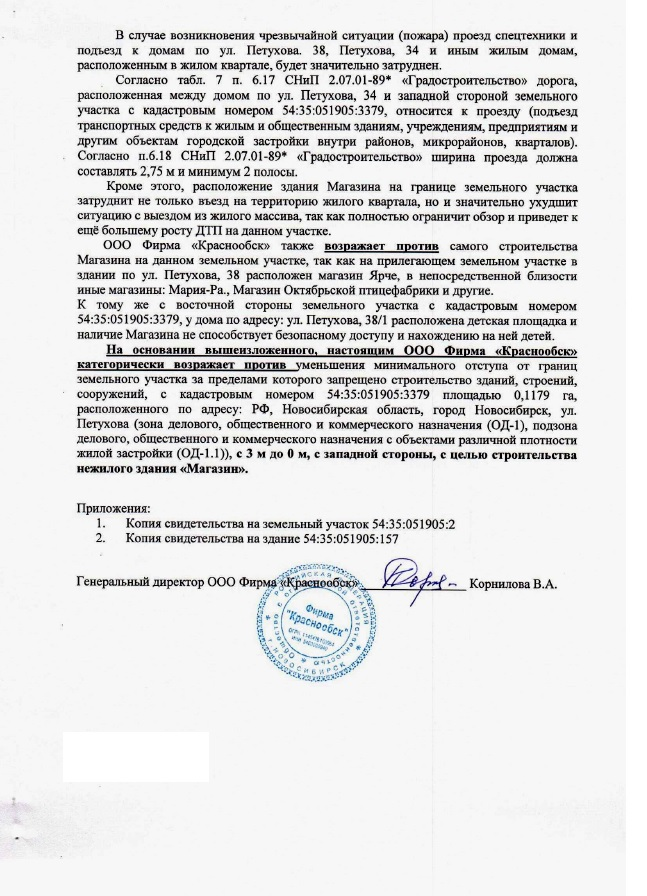 В случае возникновения чрезвычайной ситуации (пожара) проезд спецтехники и
подъезд к домам по ул. Петухова. 38, Петухова, 34 и иным жилым домам,
расположенным в жилом квартале, будет значительно затруднен.
Согласно табл. 7 п. 6.17 СНиП 2.07.01-89* «Градостроительство» дорога,
расположенная между домом по ул. Петухова, 34 и западной стороной земельного
участка с кадастровым номером 54:35:051905:3379, относится к проезду (подъезд
транспортных средств к жилым и общественным зданиям, учреждениям, предприятиям и
другим объектам городской застройки внутри районов, микрорайонов, кварталов).
Согласно п.6.18 СНиП 2.07.01-89* «Градостроительство» ширина проезда должна
составлять 2,75 м и минимум 2 полосы.
Кроме этого, расположение здания Магазина на границе земельного участка
затруднит не только въезд на территорию жилого квартала, но и значительно ухудшит
ситуацию с выездом из жилого массива, так как полностью ограничит обзор и приведет к
ещё большему росту ДТП на данном участке.
ООО Фирма «Краснообск» также возражает против самого строительства
Магазина на данном земельном участке, так как на прилегающем земельном участке в
здании по ул. Петухова, 38 расположен магазин Ярче, в непосредственной близости
иные магазины: Мария-Ра., Магазин Октябрьской птицефабрики и другие.
К тому же с восточной стороны земельного участка с кадастровым номером
54:35:051905:3379, у дома по адресу: ул. Петухова, 38/1 расположена детская площадка и
наличие Магазина не способствует безопасному доступу и нахождению на ней детей.
На основании вышеизложенного, настоящим ООО Фирма «Краснообск»
категорически возражает против уменьшения минимального отступа от границ
земельного участка за пределами которого запрещено строительство зданий, строений,
сооружений, с кадастровым номером 54:35:051905:3379 площадью 0,1179 га,
расположенного по адресу: РФ, Новосибирская область, город Новосибирск, ул.
Петухова (зона делового, общественного и коммерческого назначения (ОД-1), подзона
делового, общественного и коммерческого назначения с объектами различной плотности
жилой застройки (ОД-1.1)), с 3 м до 0 м, с западной стороны, с целью строительства
нежилого здания «Магазин».
Приложения:
1. Копия свидетельства на земельный участок 54:35:051905:2
2. Копия свидетельства на здание 54:35:051905:157
Генеральный директор ООО Фирма «Краснообск» Корнилова В.А.
Фирма
"Краснообск"